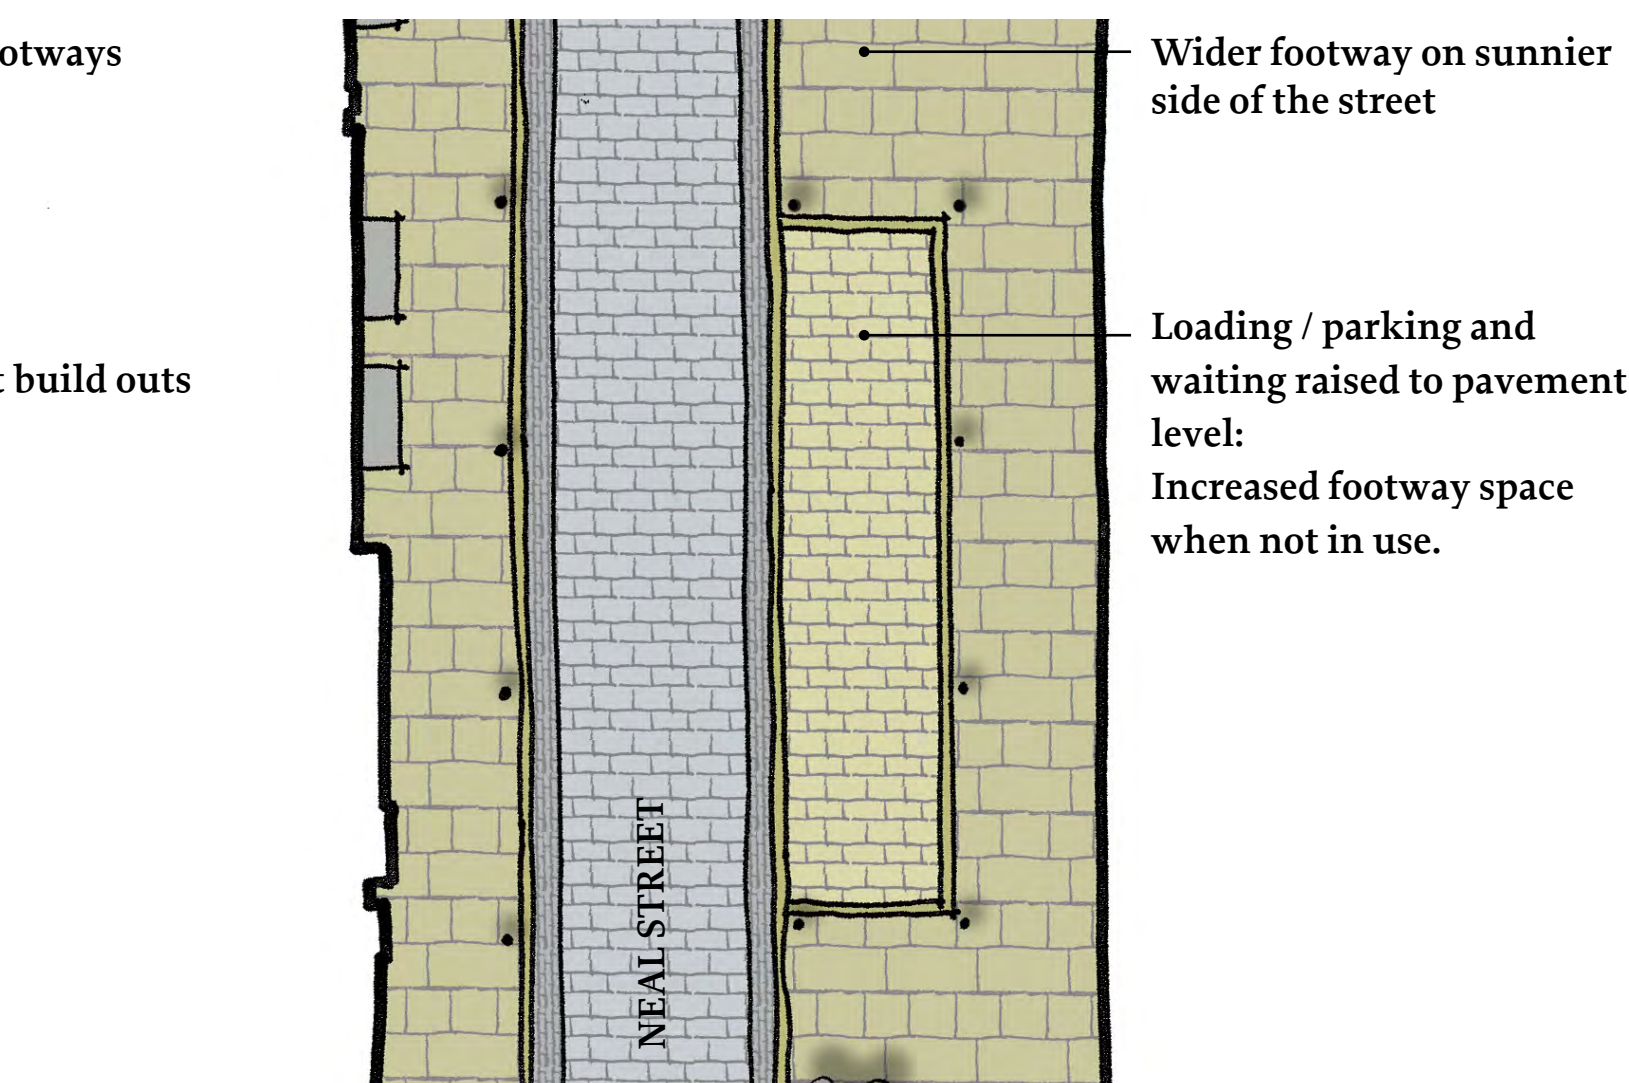 ootways
build outs
Wider footway on sunnier
side of the street
Loading / parking and
waiting raised to pavement
level:
Increased footway space
when not in use.
NEAL STREET